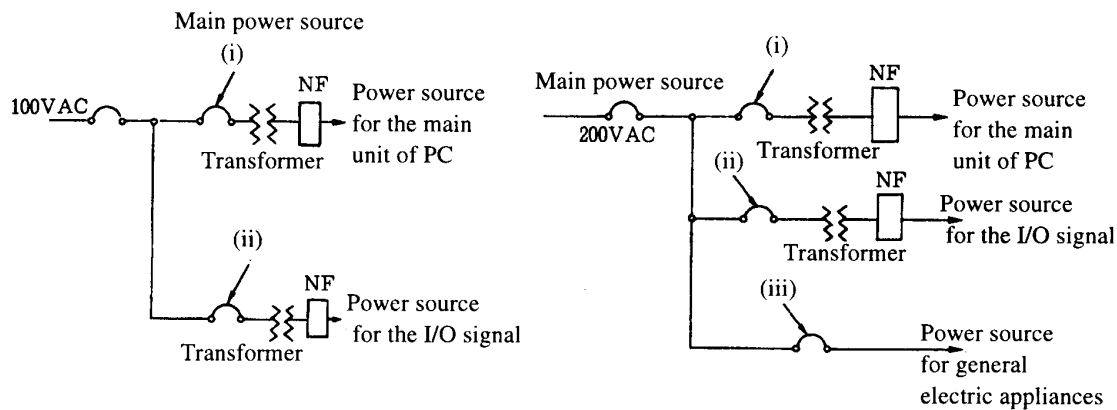 Main power source
(i)
NF
100VAC
Power source
for the main
unit of PC
Transformer
(ii)
NF
Power source
for the I/O signal
Transformer
(i)
Main power source
NF
200VAC
Power source
for the main
unit of PC
Transformer
(ii)
NF
Power source
for the I/O signal
Transformer
(iii)
Power source
for general
electric appliances